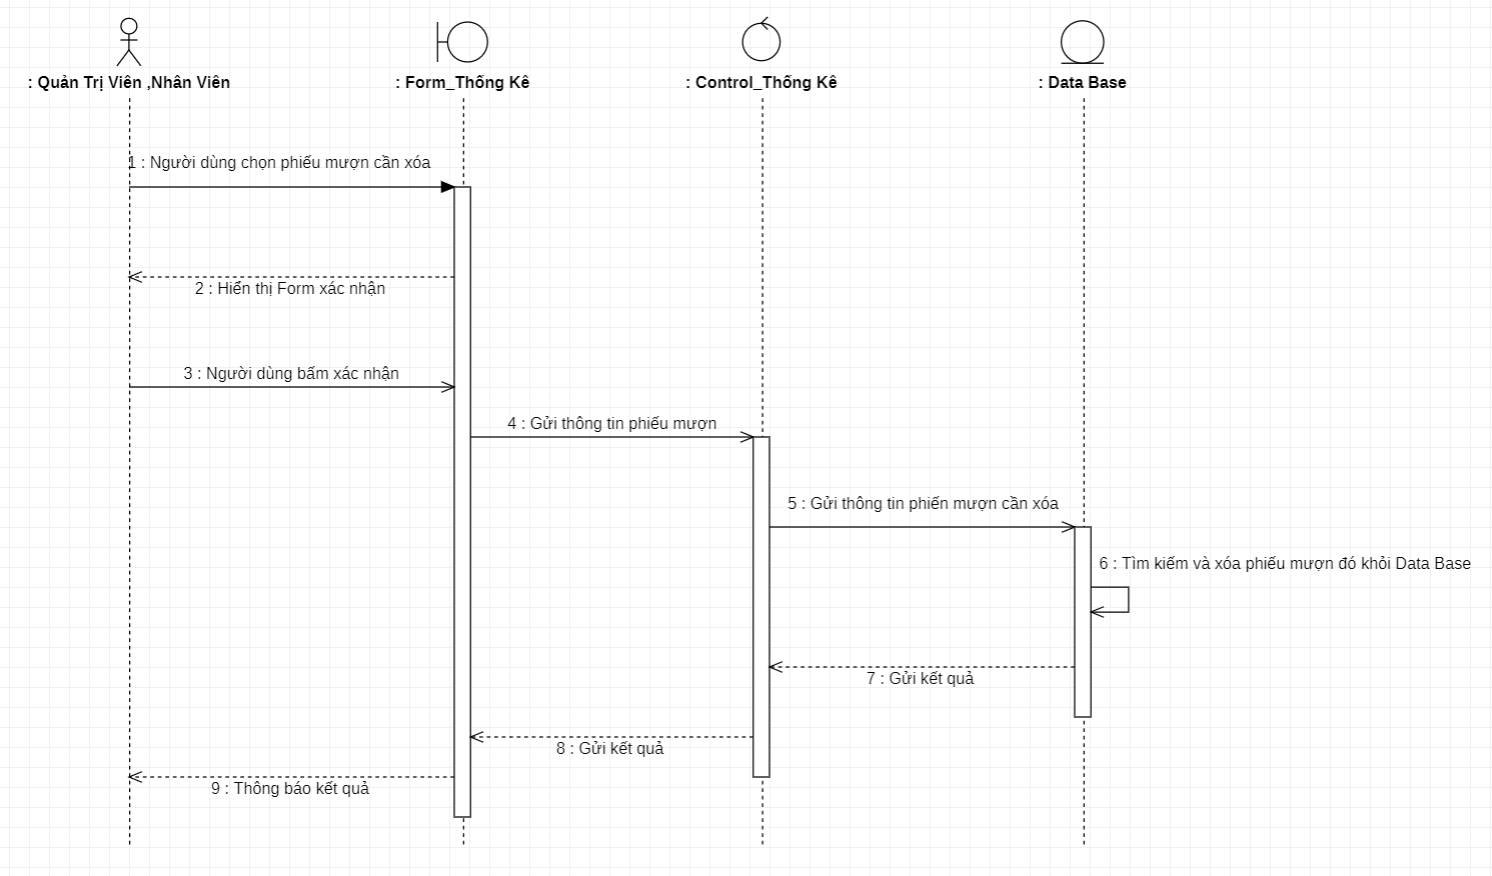 : Quản Trị Viên ,Nhân Viên
: Form_Thống Kê
: Control_Thống Kê
: Data Base
1 : Người dùng chọn phiếu mượn cần xóa
2 : Hiển thị Form xác nhận
3 : Người dùng bấm xác nhận
4 : Gửi thông tin phiếu mượn
5 : Gửi thông tin phiến mượn cần xóa
6 : Tìm kiếm và xóa phiếu mượn đó khỏi Data Base
7 : Gửi kết quả
8 : Gửi kết quả
9 : Thông báo kết quả